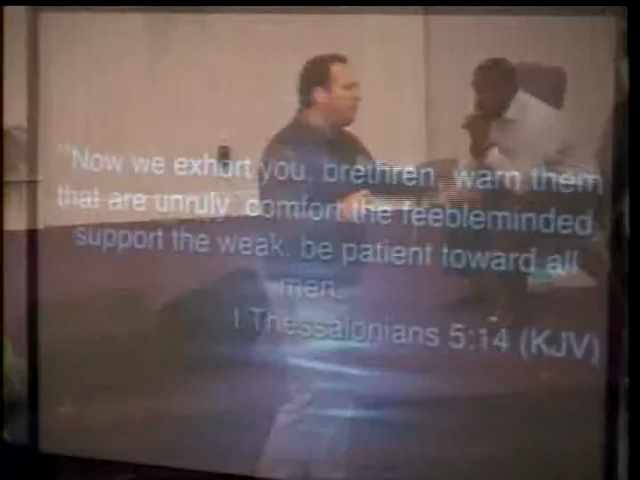 "Now we exhort you, brethren, warn them
that are unruly, comfort the feebleminded,
support the weak, be patient toward all
men.
I Thessalonians 5:14 (KJV)